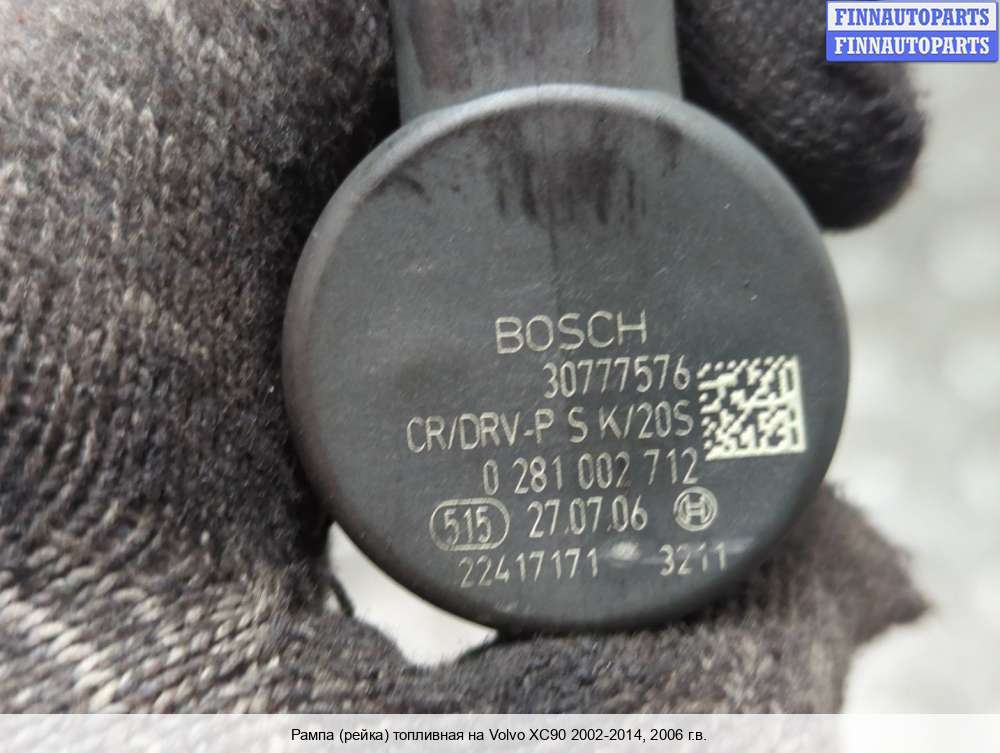 FINNAUTOPARTS
FINNAUTOPARTS
BOSCH
30777576
CR/DRV-P S K/20S
0 281 002 712
515 27.07.06 H
22417171 3211
Рампа (рейка) топливная на Volvo XC90 2002-2014, 2006 г.в.